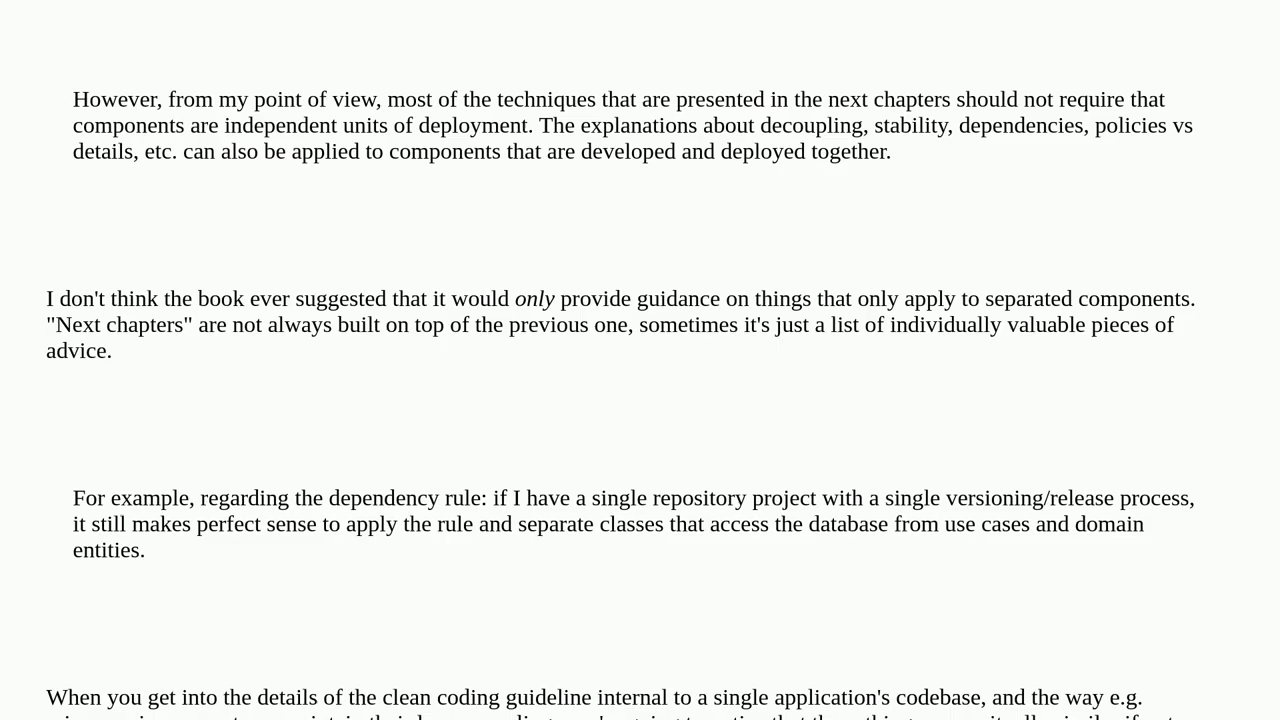 However, from my point of view, most of the techniques that are presented in the next chapters should not require that
components are independent units of deployment. The explanations about decoupling, stability, dependencies, policies vs
details, etc. can also be applied to components that are developed and deployed together.
I don't think the book ever suggested that it would only provide guidance on things that only apply to separated components.
"Next chapters" are not always built on top of the previous one, sometimes it's just a list of individually valuable pieces of
advice.
For example, regarding the dependency rule: if I have a single repository project with a single versioning/release process,
it still makes perfect sense to apply the rule and separate classes that access the database from use cases and domain
entities.
When you get into the details of the clean coding guideline internal to a single application's codebase, and the way e.g.